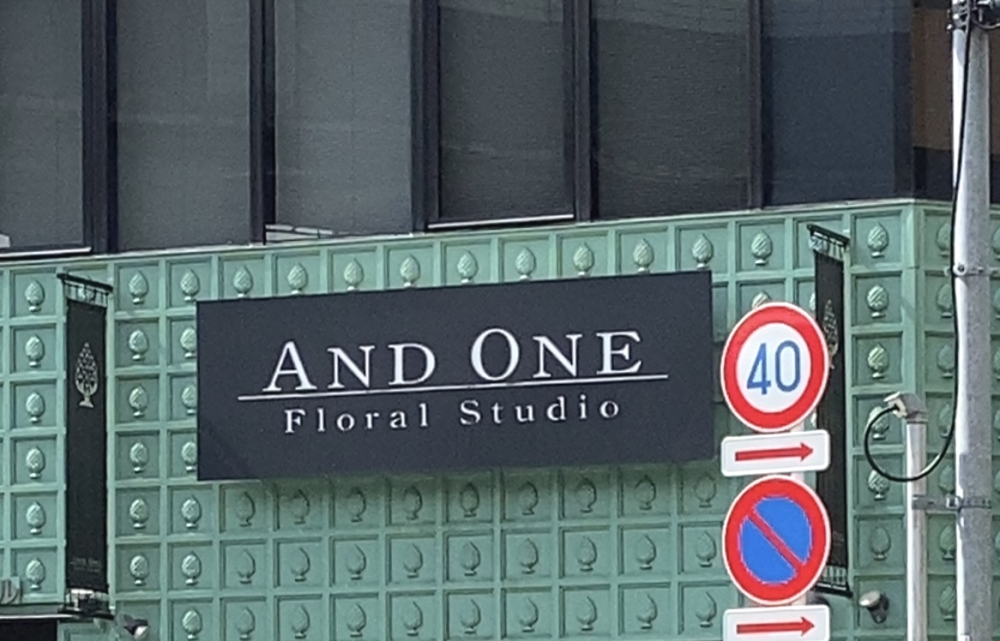 AND ONE
Floral Studio
40